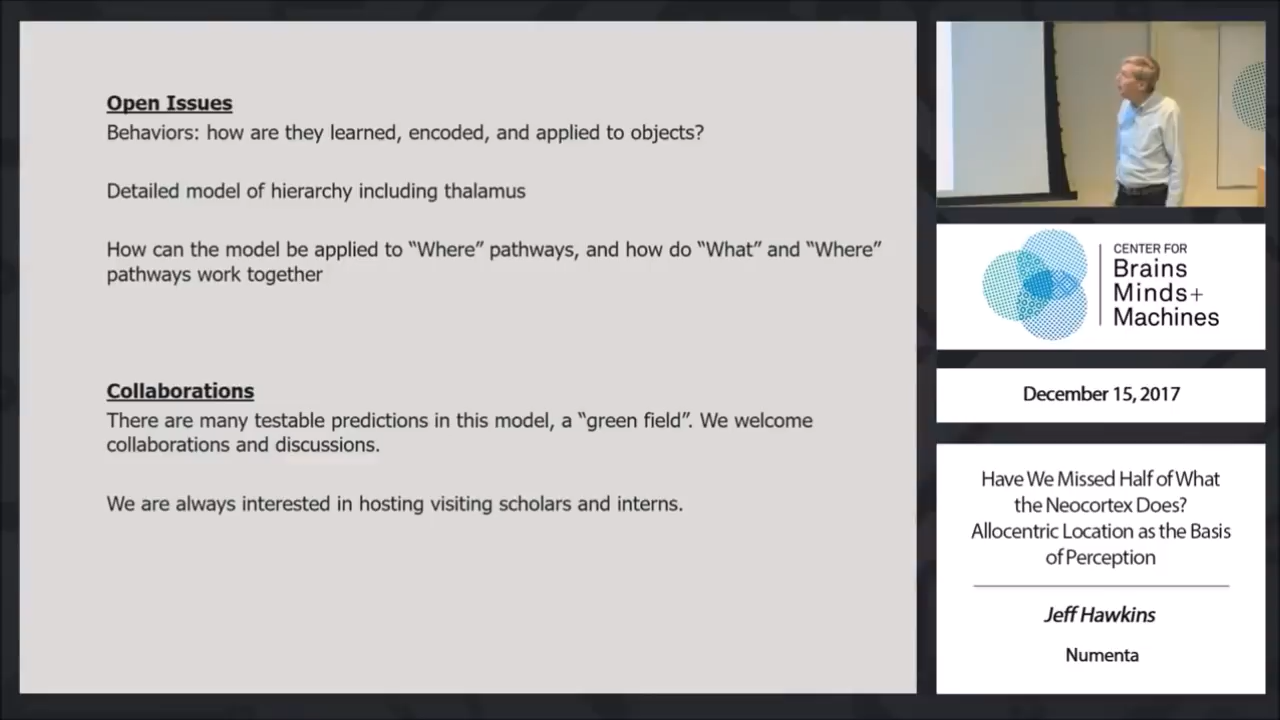 Open Issues
Behaviors: how are they learned, encoded, and applied to objects?
Detailed model of hierarchy including thalamus
How can the model be applied to “Where” pathways, and how do “What” and “Where”
pathways work together
Collaborations
There are many testable predictions in this model, a “green field”. We welcome
collaborations and discussions.
We are always interested in hosting visiting scholars and interns.
CENTER FOR
Brains
Minds+
Machines
December 15, 2017
Have We Missed Half of What
the Neocortex Does?
Allocentric Location as the Basis
of Perception
Jeff Hawkins
Numenta